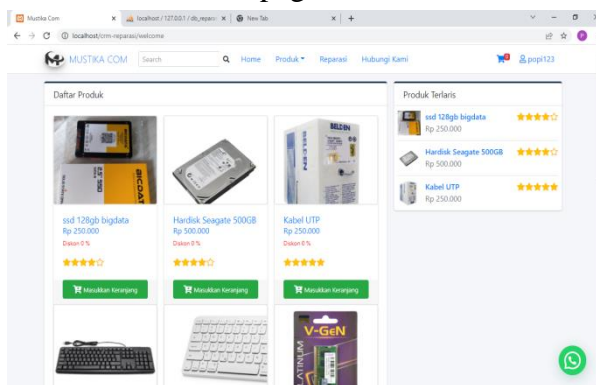 Mustika Com
localhost / 127.0.0.1 / db_reparasi
New Tab
localhost/crm-reparasi/welcome
MUSTIKA COM
Search
Home
Produk
Reparasi
Hubungi Kami
popi123
Daftar Produk
ssd 128gb bigdata
Rp 250.000
Diskon 0 %
Masukkan Keranjang
Hardisk Seagate 500GB
Rp 500.000
Diskon 0 %
Masukkan Keranjang
BELDEN
Kabel UTP
Rp 250.000
Diskon 0 %
Masukkan Keranjang
V-GeN
PLATINUM
Produk Terlaris
ssd 128gb bigdata
Rp 250.000
Hardisk Seagate 500GB
Rp 500.000
Kabel UTP
Rp 250.000